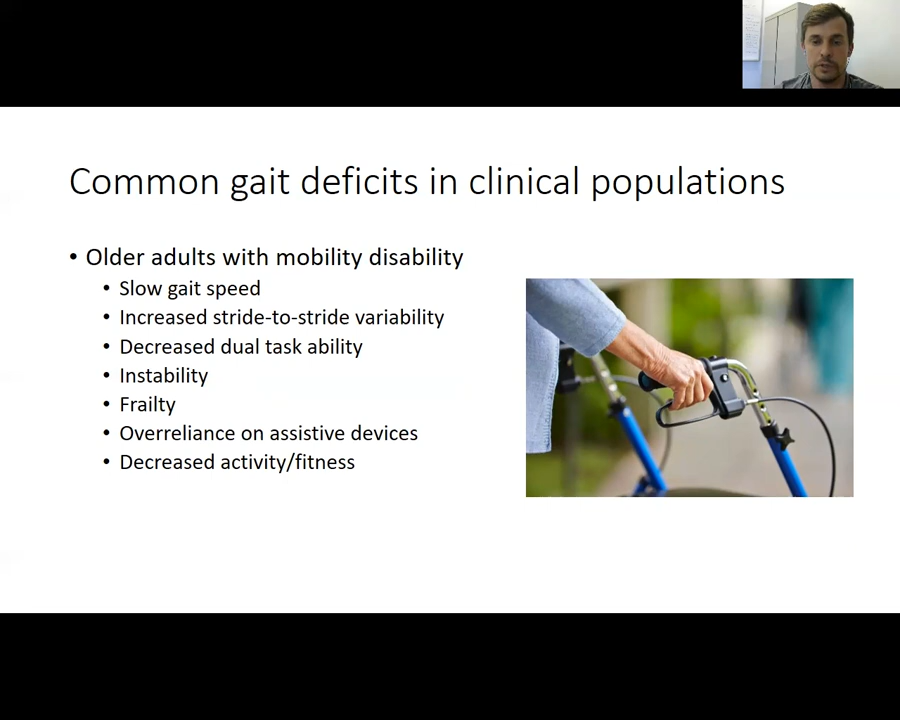 Common gait deficits in clinical populations
• Older adults with mobility disability
• Slow gait speed
• Increased stride-to-stride variability
• Decreased dual task ability
• Instability
• Frailty
• Overreliance on assistive devices
• Decreased activity/fitness